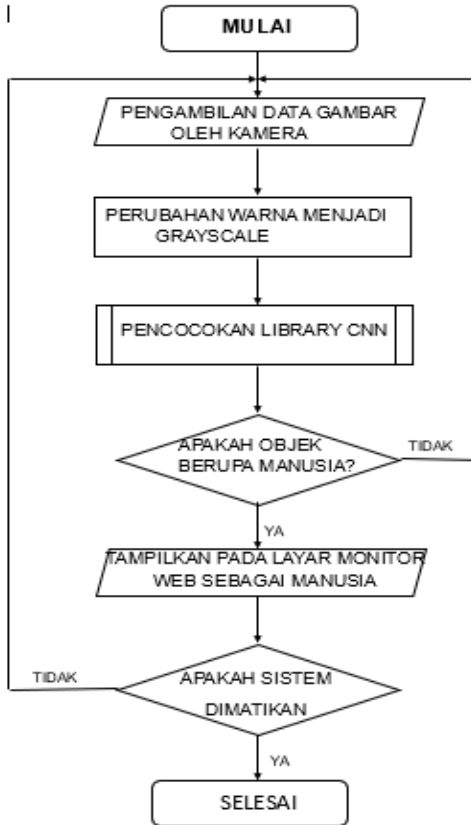 MULAI
PENGAMBILAN DATA GAMBAR
OLEH KAMERA
PERUBAHAN WARNA MENJADI
GRAYSCALE
PENCOCOKAN LIBRARY CNN
APAKAH OBJEK
BERUPA MANUSIA?
TIDAK
YA
TAMPILKAN PADA LAYAR MONITOR
WEB SEBAGAI MANUSIA
TIDAK
APAKAH SISTEM
DIMATIKAN
YA
SELESAI